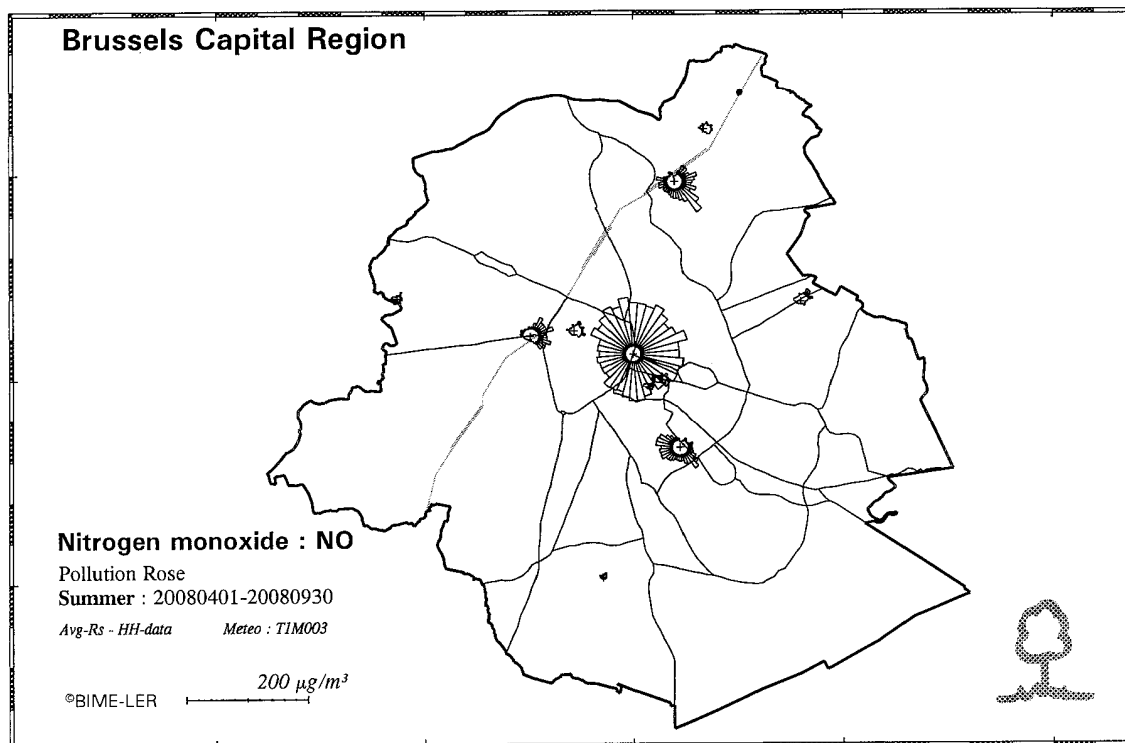 Brussels Capital Region
Nitrogen monoxide : NO
Pollution Rose
Summer : 20080401-20080930
Avg-Rs - HH-data Meteo : T1M003
200 µg/m³
©BIME-LER